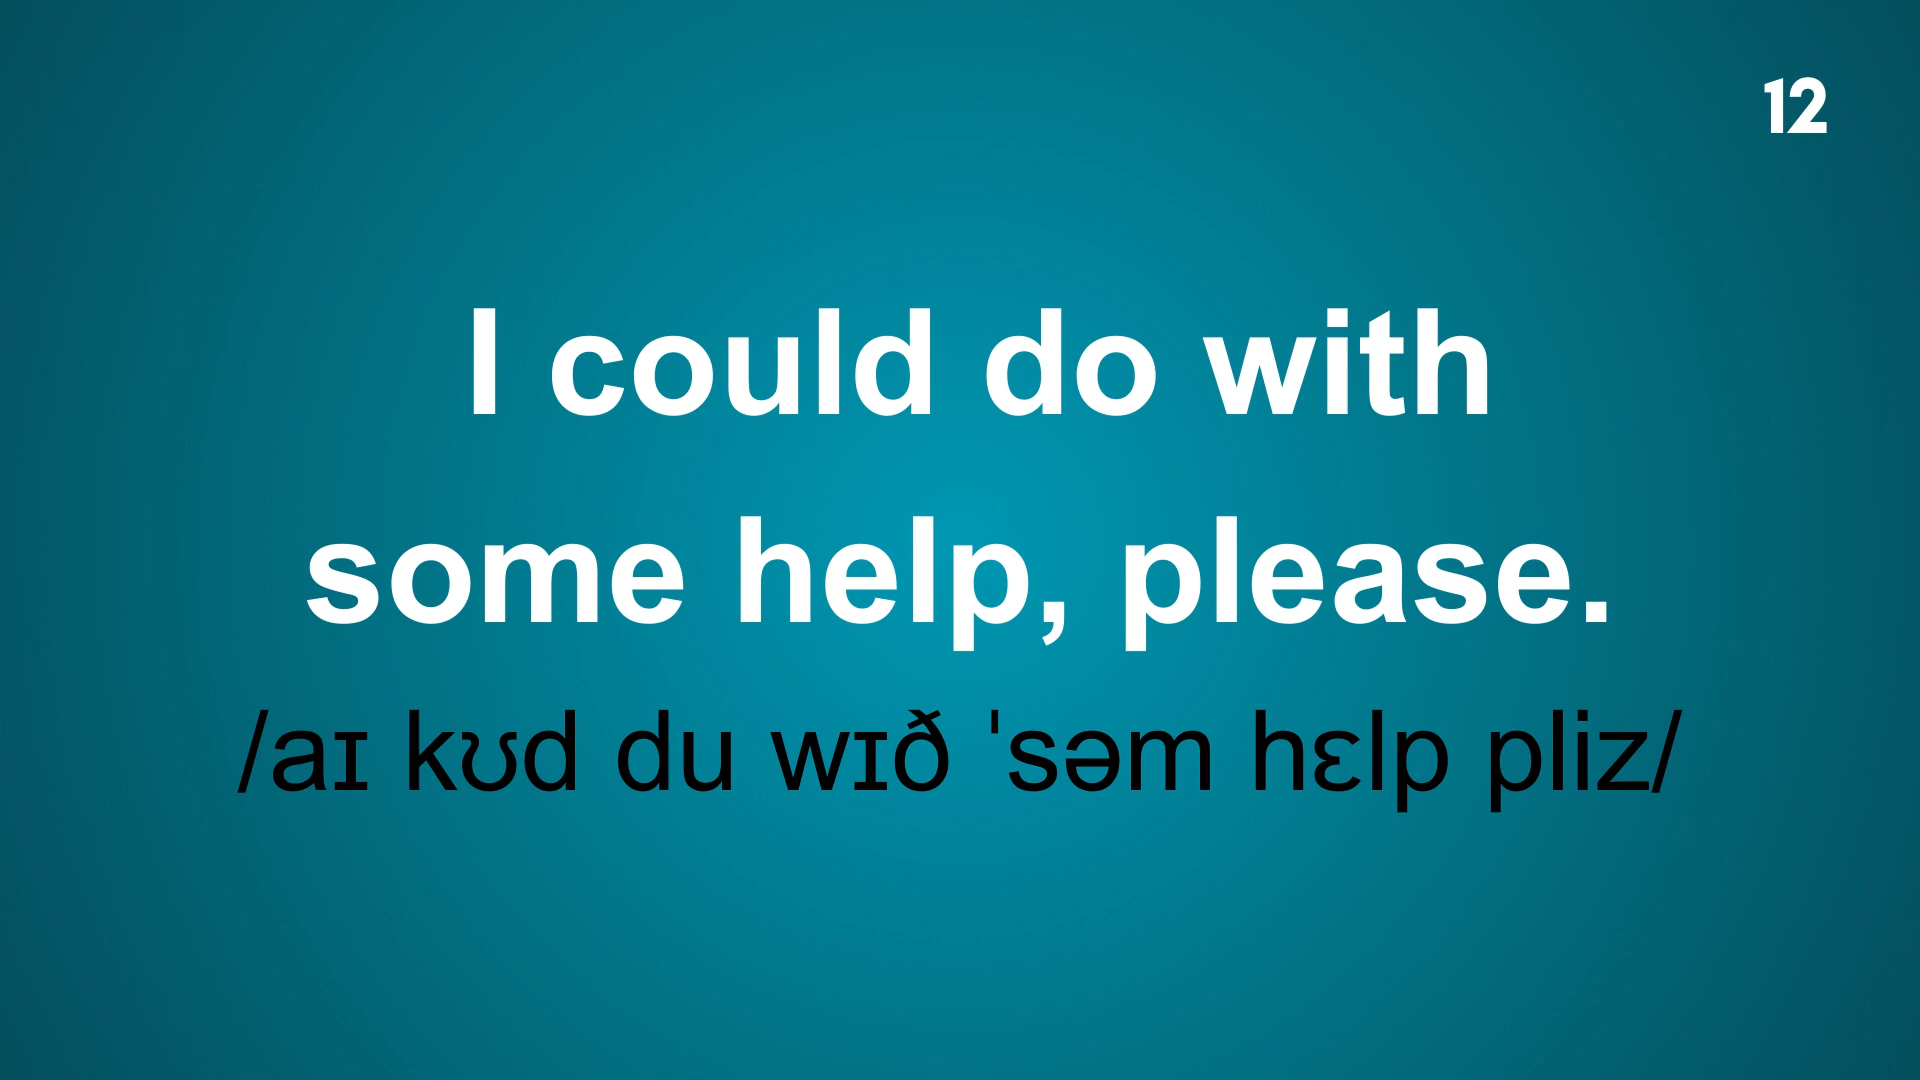 12
I could do with
some help, please.
/aɪ kʊd du wɪð ˈsəm hɛlp pliz/